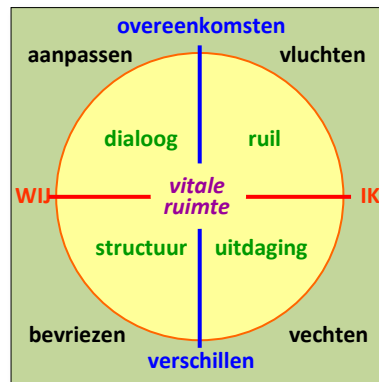 overeenkomsten
aanpassen vluchten
dialoog ruil
WIJ vitale IK
ruimte
structuur uitdaging
bevriezen vechten
verschillen